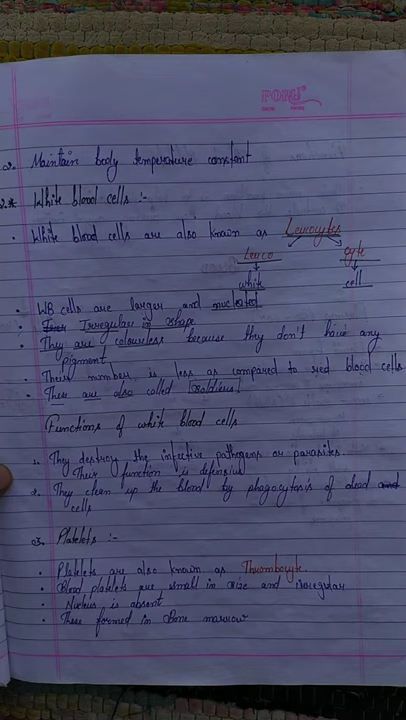 PONY
2. Maintain body temperature constant
2.* White blood cells :-
• White blood cells are also known as Leucocytes
Leuco cyte
white cell
• WB cells are larger and nucleated
• Irregular in shape
• They are colourless because they don't have any
pigment
• Their number is less as compared to red blood cells
• These are also called soldiers!
Functions of white blood cells
1. They destroy the infective pathogens or parasites.
Their function is defensive
2. They clean up the blood by phagocytosis of dead
cells
3. Platelets :-
• Platelets are also known as Thrombocyte.
• Blood platelets are small in size and irregular
• Nucleus is absent
• These formed in Bone marrow